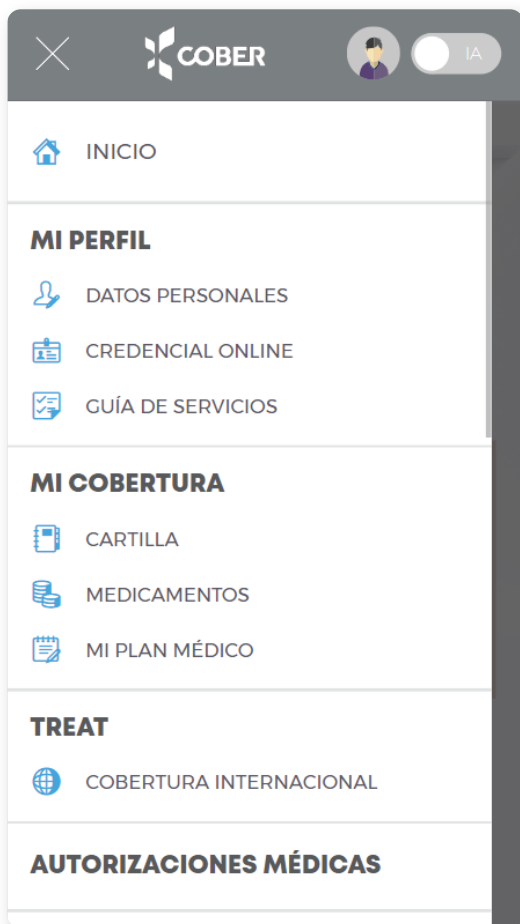 COBER
IA
INICIO
MI PERFIL
DATOS PERSONALES
CREDENCIAL ONLINE
GUÍA DE SERVICIOS
MI COBERTURA
CARTILLA
MEDICAMENTOS
MI PLAN MÉDICO
TREAT
COBERTURA INTERNACIONAL
AUTORIZACIONES MÉDICAS